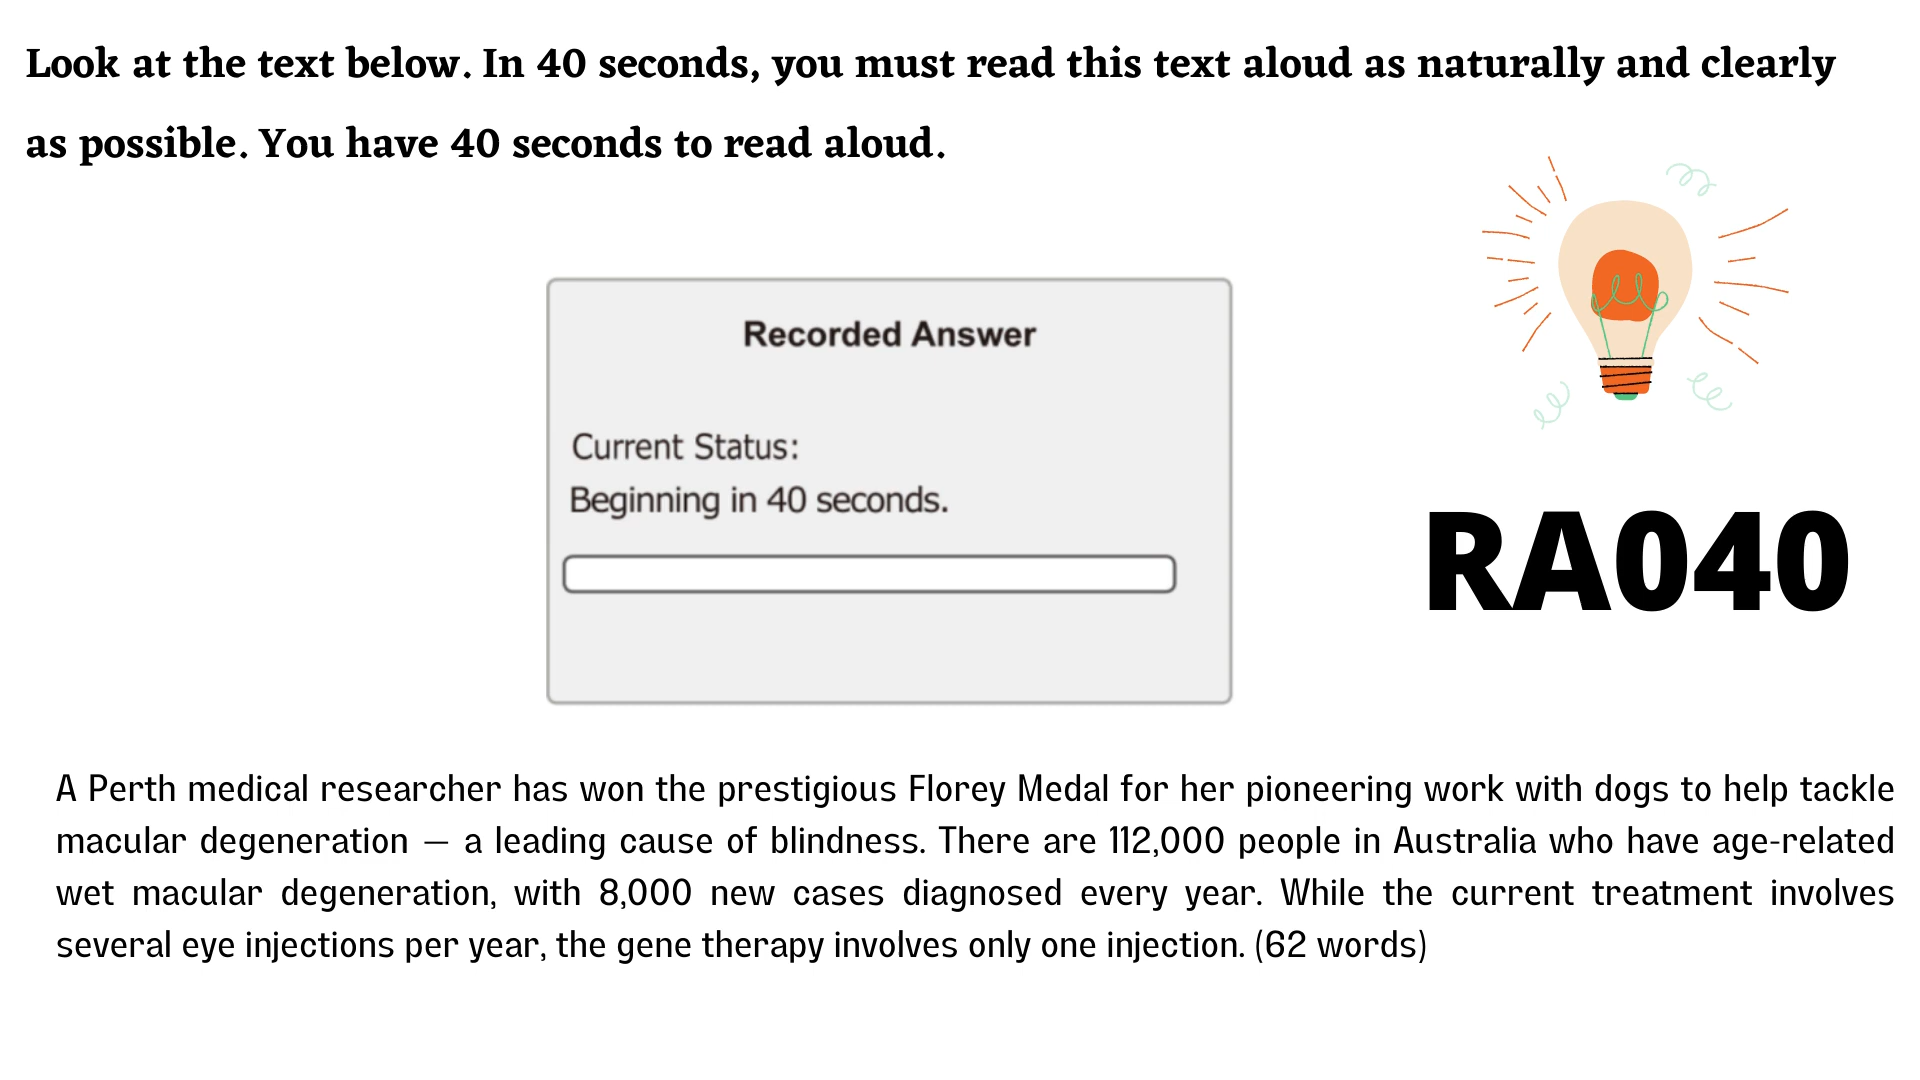 Look at the text below. In 40 seconds, you must read this text aloud as naturally and clearly
as possible. You have 40 seconds to read aloud.
Recorded Answer
Current Status:
Beginning in 40 seconds.
RA040
A Perth medical researcher has won the prestigious Florey Medal for her pioneering work with dogs to help tackle
macular degeneration — a leading cause of blindness. There are 112,000 people in Australia who have age-related
wet macular degeneration, with 8,000 new cases diagnosed every year. While the current treatment involves
several eye injections per year, the gene therapy involves only one injection. (62 words)